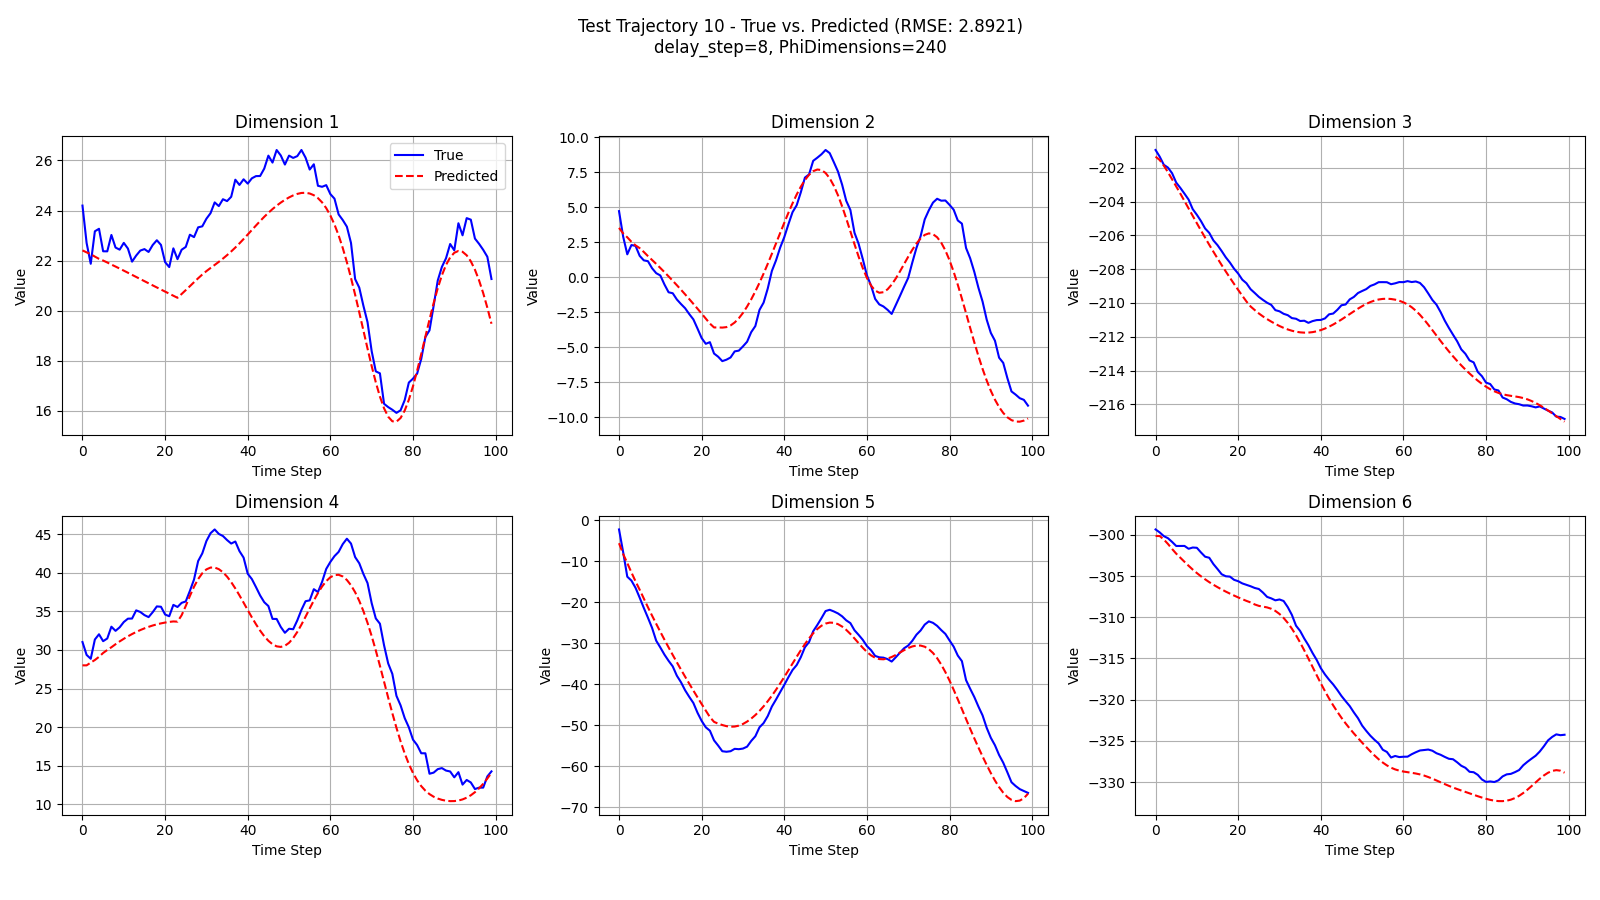 Test Trajectory 10 - True vs. Predicted (RMSE: 2.8921)
delay_step=8, PhiDimensions=240
Dimension 1
Value
26
24
22
20
18
16
0 20 40 60 80 100
Time Step
True
Predicted
Dimension 2
Value
10.0
7.5
5.0
2.5
0.0
−2.5
−5.0
−7.5
−10.0
0 20 40 60 80 100
Time Step
Dimension 3
Value
−202
−204
−206
−208
−210
−212
−214
−216
0 20 40 60 80 100
Time Step
Dimension 4
Value
45
40
35
30
25
20
15
10
0 20 40 60 80 100
Time Step
Dimension 5
Value
0
−10
−20
−30
−40
−50
−60
−70
0 20 40 60 80 100
Time Step
Dimension 6
Value
−300
−305
−310
−315
−320
−325
−330
0 20 40 60 80 100
Time Step